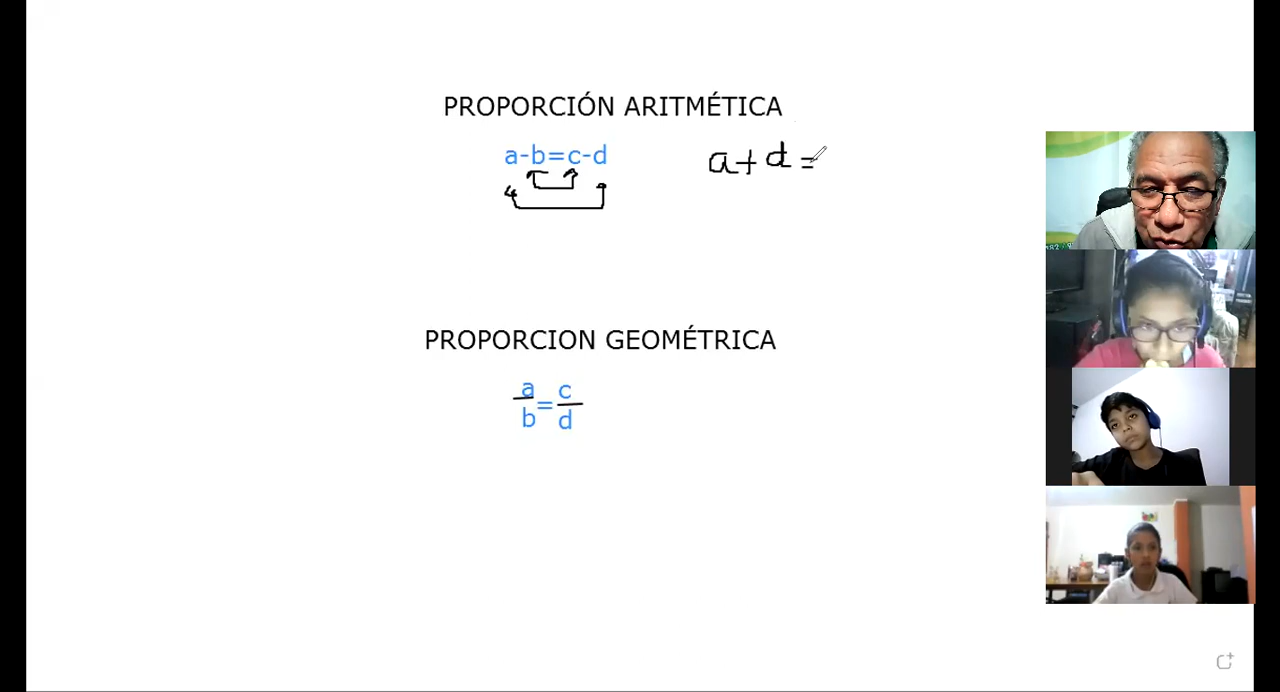 PROPORCIÓN ARITMÉTICA
a-b=c-d
a+d=
PROPORCION GEOMÉTRICA
a c
=
b d